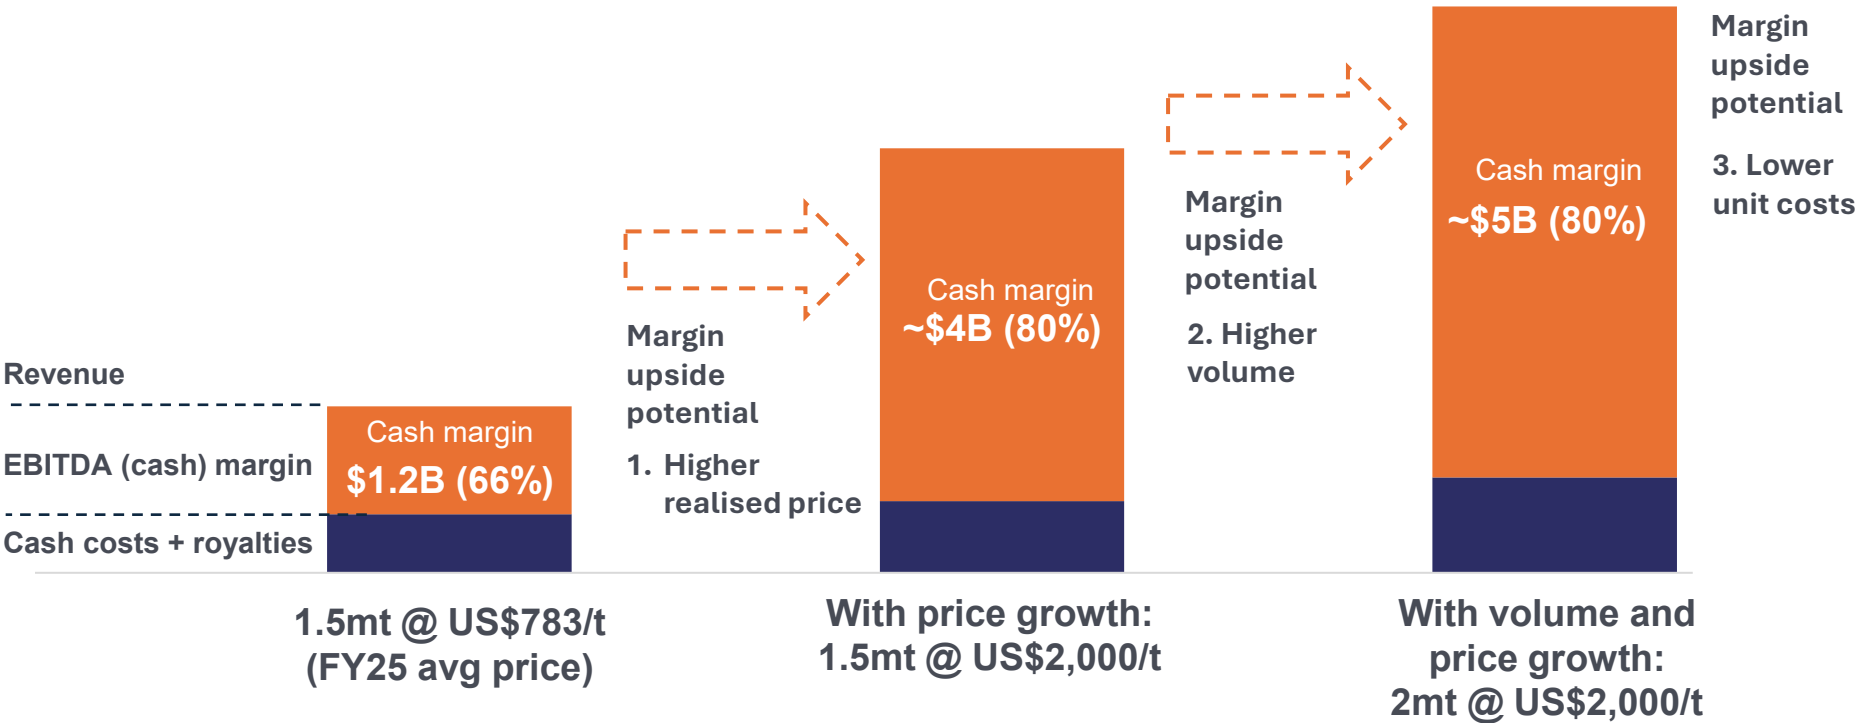 Revenue
EBITDA (cash) margin
Cash costs + royalties
Cash margin
$1.2B (66%)
1.5mt @ US$783/t
(FY25 avg price)
Margin
upside
potential
1. Higher
realised price
Cash margin
~$4B (80%)
With price growth:
1.5mt @ US$2,000/t
Margin
upside
potential
2. Higher
volume
Cash margin
~$5B (80%)
With volume and
price growth:
2mt @ US$2,000/t
Margin
upside
potential
3. Lower
unit costs